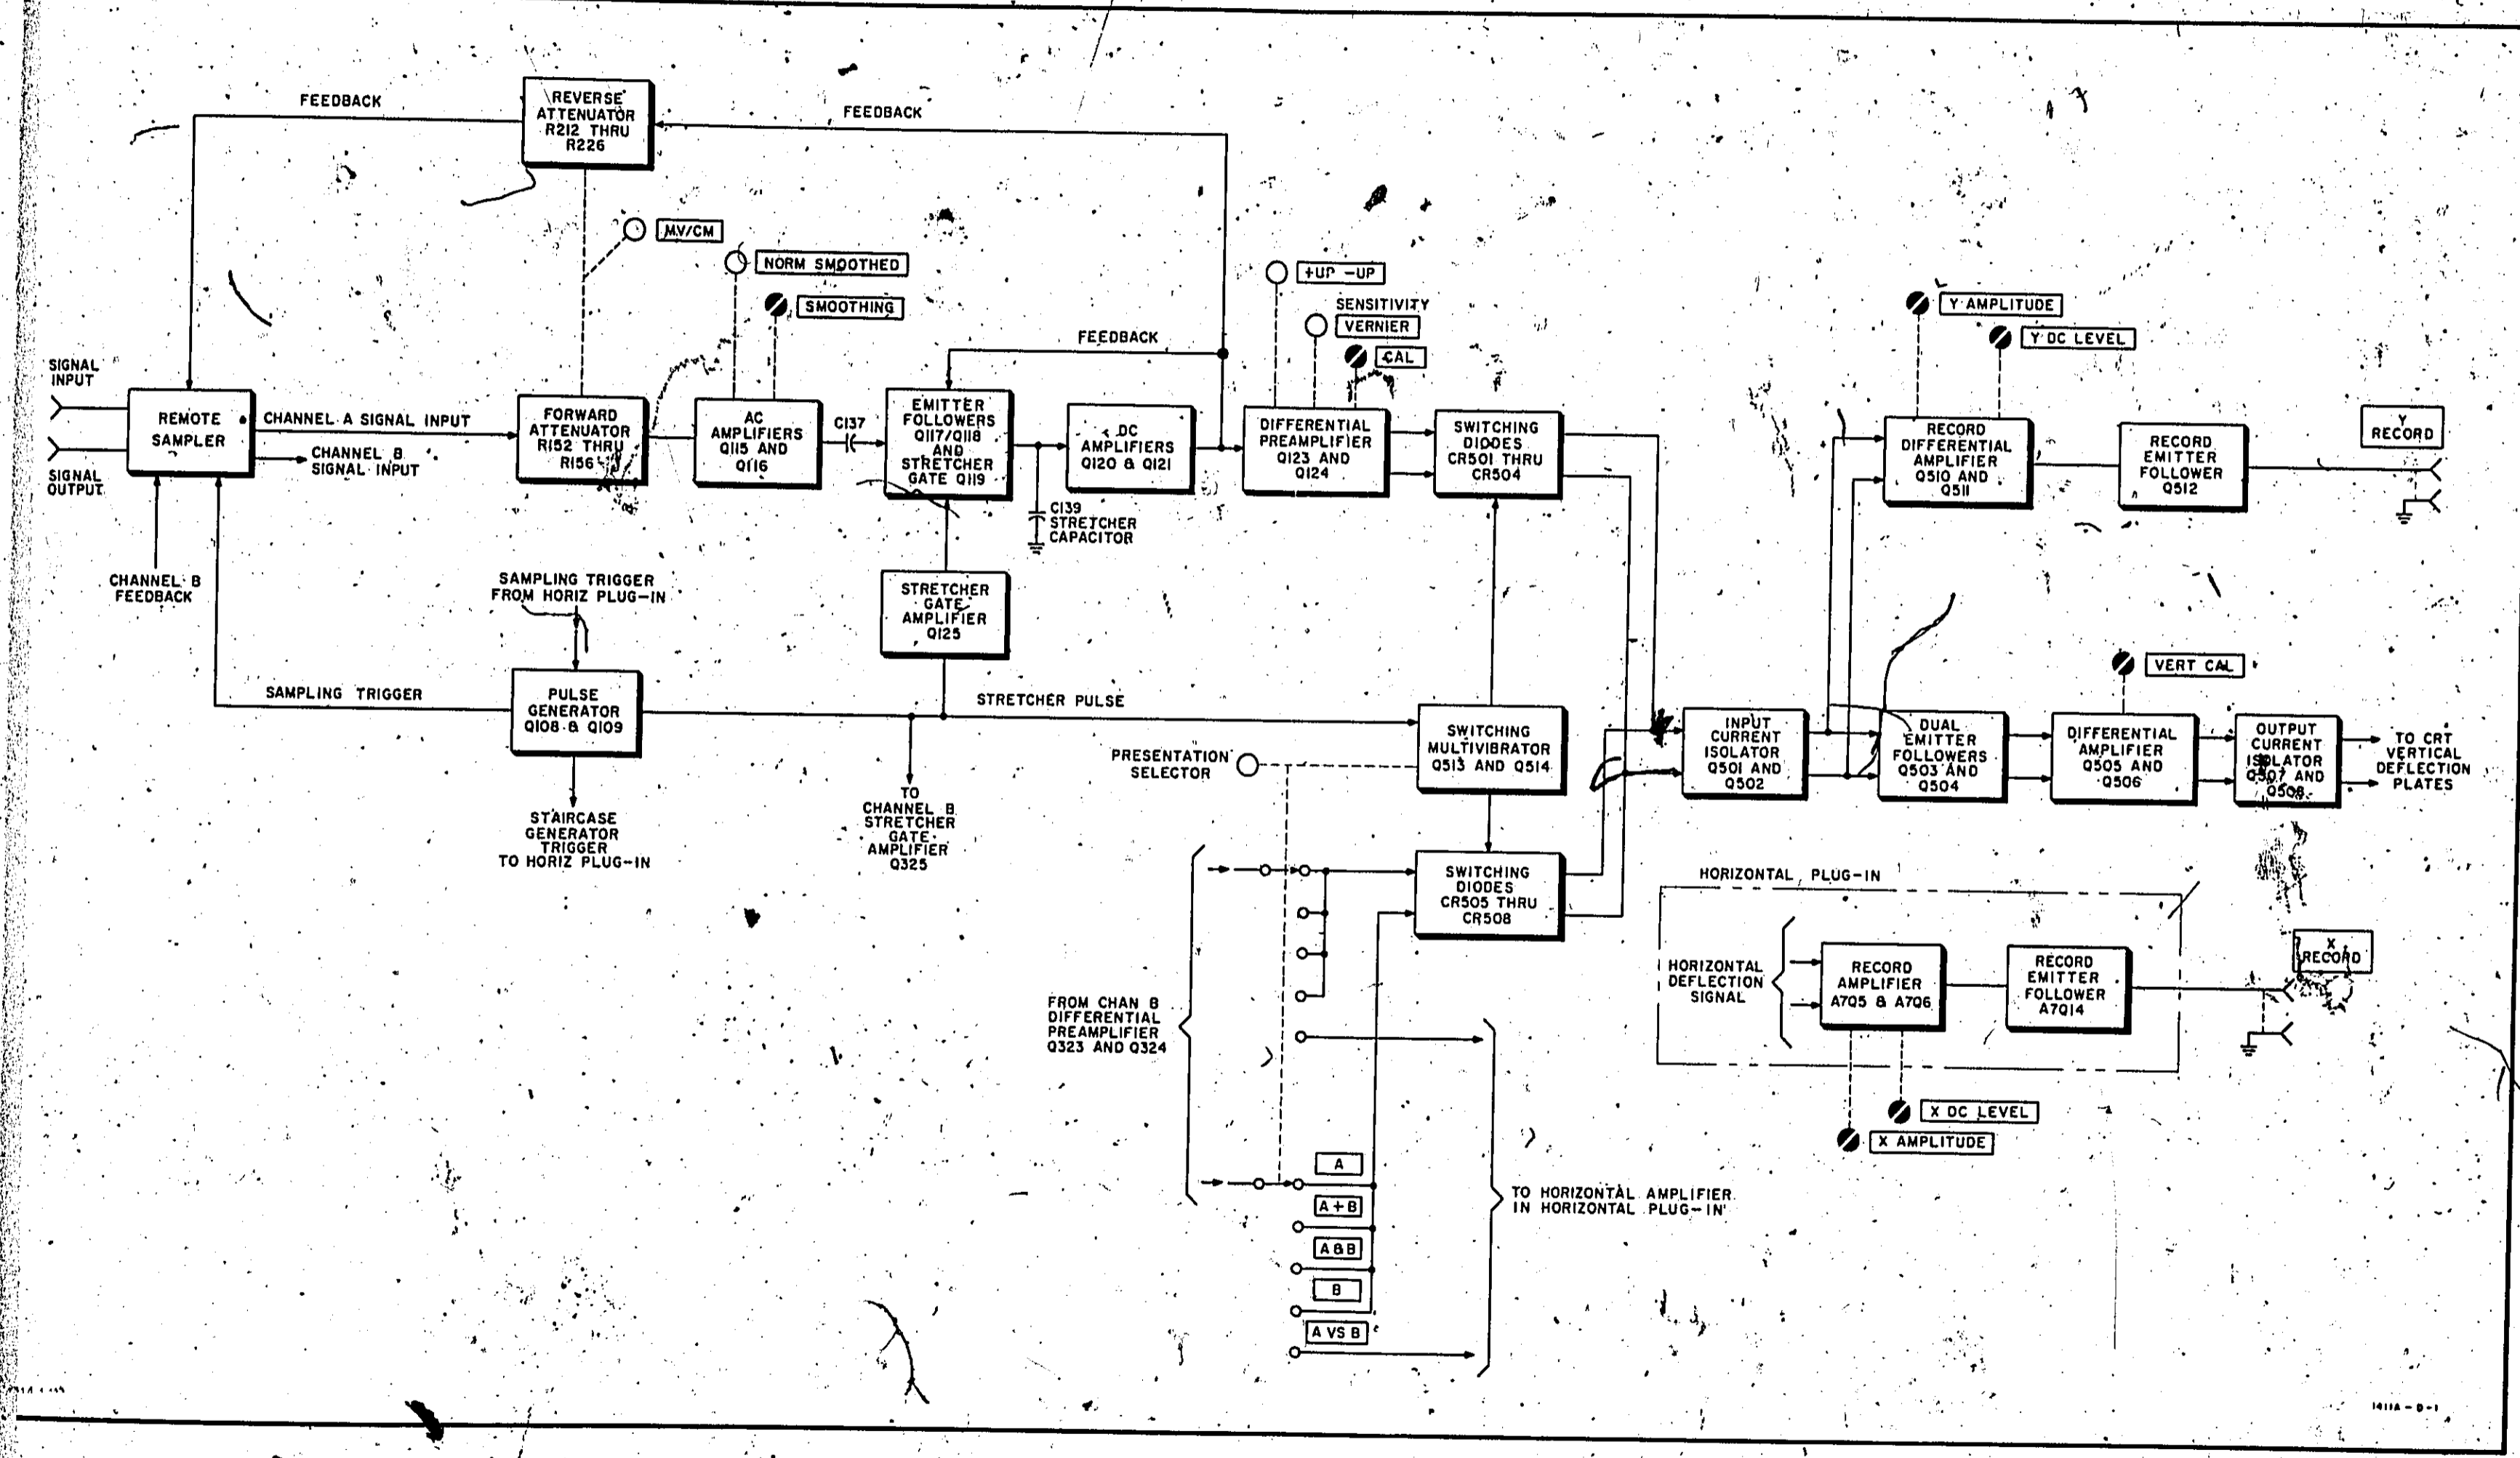 FEEDBACK
REVERSE
ATTENUATOR
R212 THRU
R226
FEEDBACK
MV/CM
NORM SMOOTHED
SMOOTHING
+UP -UP
SENSITIVITY
VERNIER
CAL
FEEDBACK
Y AMPLITUDE
Y DC LEVEL
SIGNAL
INPUT
SIGNAL
OUTPUT
REMOTE
SAMPLER
CHANNEL A SIGNAL INPUT
CHANNEL B
SIGNAL INPUT
FORWARD
ATTENUATOR
R152 THRU
R156
AC
AMPLIFIERS
Q115 AND
Q116
C137
EMITTER
FOLLOWERS
Q117/Q118
AND
STRETCHER
GATE Q119
C139
STRETCHER
CAPACITOR
DC
AMPLIFIERS
Q120 & Q121
DIFFERENTIAL
PREAMPLIFIER
Q123 AND
Q124
SWITCHING
DIODES
CR501 THRU
CR504
RECORD
DIFFERENTIAL
AMPLIFIER
Q510 AND
Q511
RECORD
EMITTER
FOLLOWER
Q512
Y
RECORD
CHANNEL B
FEEDBACK
SAMPLING TRIGGER
FROM HORIZ PLUG-IN
STRETCHER
GATE
AMPLIFIER
Q125
SAMPLING TRIGGER
PULSE
GENERATOR
Q108 & Q109
STRETCHER PULSE
PRESENTATION
SELECTOR
SWITCHING
MULTIVIBRATOR
Q513 AND Q514
INPUT
CURRENT
ISOLATOR
Q501 AND
Q502
DUAL
EMITTER
FOLLOWERS
Q503 AND
Q504
VERT CAL
DIFFERENTIAL
AMPLIFIER
Q505 AND
Q506
OUTPUT
CURRENT
ISOLATOR
Q507 AND
Q508
TO CRT
VERTICAL
DEFLECTION
PLATES
STAIRCASE
GENERATOR
TRIGGER
TO HORIZ PLUG-IN
TO
CHANNEL B
STRETCHER
GATE
AMPLIFIER
Q325
SWITCHING
DIODES
CR505 THRU
CR508
HORIZONTAL PLUG-IN
HORIZONTAL
DEFLECTION
SIGNAL
RECORD
AMPLIFIER
A7Q5 & A7Q6
RECORD
EMITTER
FOLLOWER
A7Q14
X
RECORD
X DC LEVEL
X AMPLITUDE
FROM CHAN B
DIFFERENTIAL
PREAMPLIFIER
Q323 AND Q324
A
A+B
A&B
B
A VS B
TO HORIZONTAL AMPLIFIER
IN HORIZONTAL PLUG-IN
1411A-D-1